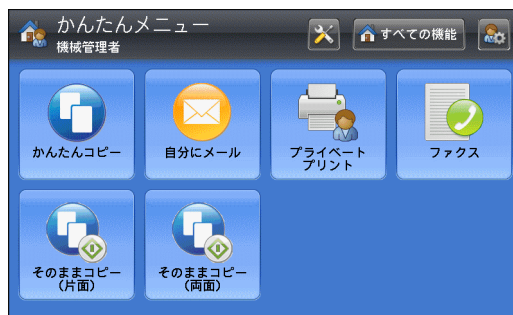 かんたんメニュー
機械管理者
すべての機能
かんたんコピー
自分にメール
プライベート
プリント
ファクス
そのままコピー
(片面)
そのままコピー
(両面)